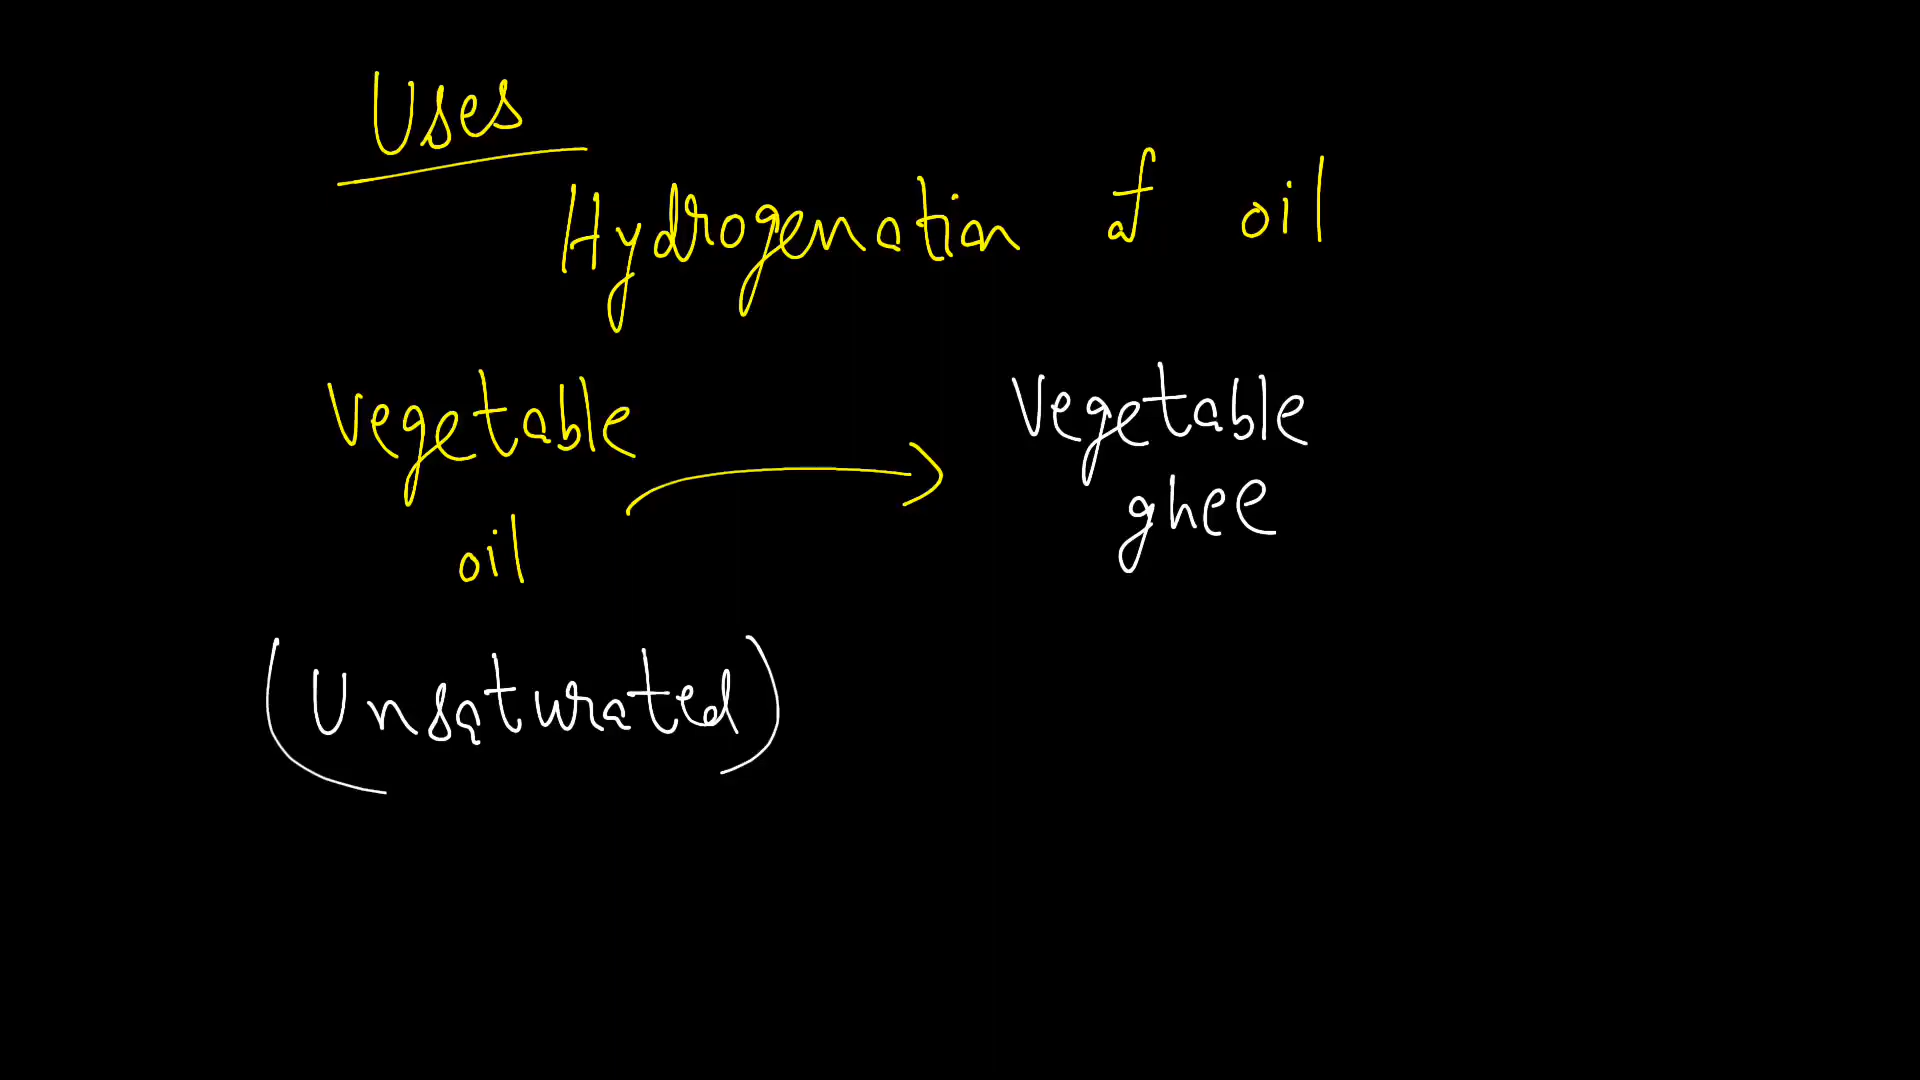 Uses
Hydrogenation of oil
Vegetable
oil
Vegetable
ghee
(Unsaturated)